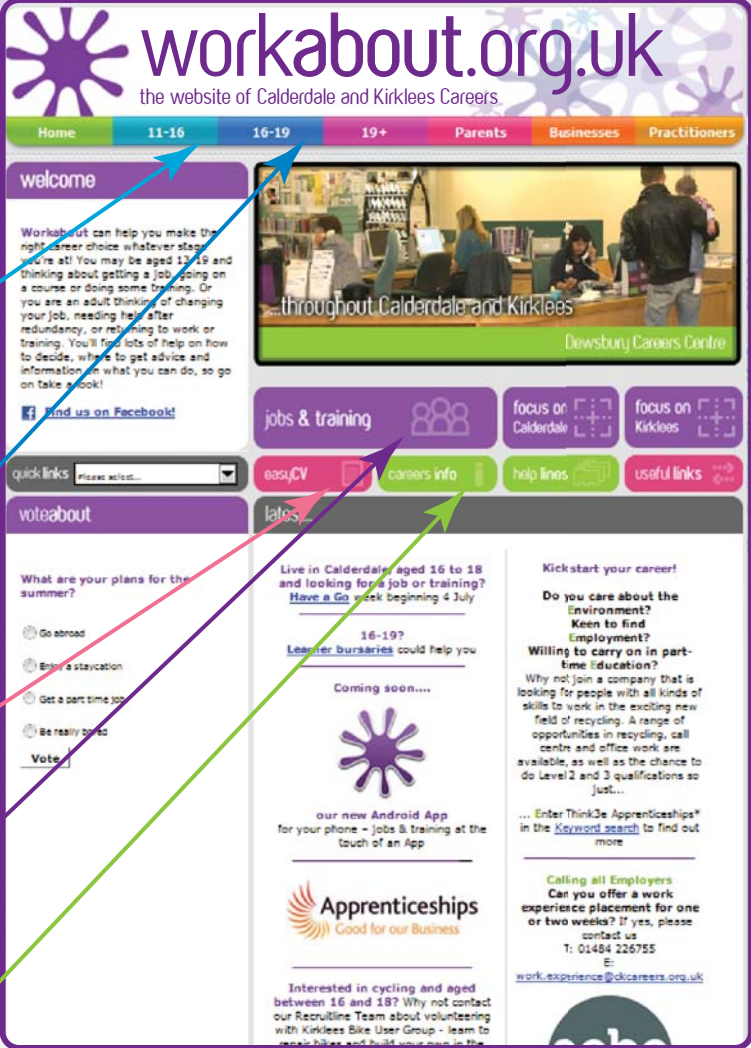 workabout.org.uk
the website of Calderdale and Kirklees Careers
Home 11-16 16-19 19+ Parents Businesses Practitioners
welcome
Workabout can help you make the
right career choice whatever stage
you're at! You may be aged 13-19 and
thinking about getting a job, going on
a course or doing some training. Or
you are an adult thinking of changing
your job, needing help after
redundancy, or returning to work or
training. You'll find lots of help on how
to decide, where to get advice and
information on what you can do, so go
on take a look!
Find us on Facebook!
...throughout Calderdale and Kirklees
Dewsbury Careers Centre
jobs & training
focus on
Calderdale
focus on
Kirklees
quick links Please select...
easyCV
careers info
help lines
useful links
voteabout
What are your plans for the
summer?
Go abroad
Enjoy a staycation
Get a part time job
Be really bored
Vote
latest
Live in Calderdale, aged 16 to 18
and looking for a job or training?
Have a Go week beginning 4 July
16-19?
Learner bursaries could help you
Coming soon....
our new Android App
for your phone - jobs & training at the
touch of an App
Apprenticeships
Good for our Business
Interested in cycling and aged
between 16 and 18? Why not contact
our Recruitline Team about volunteering
with Kirklees Bike User Group - learn to
repair bikes and build your own in the
Kickstart your career!
Do you care about the
Environment?
Keen to find
Employment?
Willing to carry on in part-
time Education?
Why not join a company that is
looking for people with all kinds of
skills to work in the exciting new
field of recycling. A range of
opportunities in recycling, call
centre and office work are
available, as well as the chance to
do Level 2 and 3 qualifications so
just...
... Enter Think3e Apprenticeships*
in the Keyword search to find out
more
Calling all Employers
Can you offer a work
experience placement for one
or two weeks? If yes, please
contact us
T: 01484 226755
E:
work.experience@ckcareers.org.uk